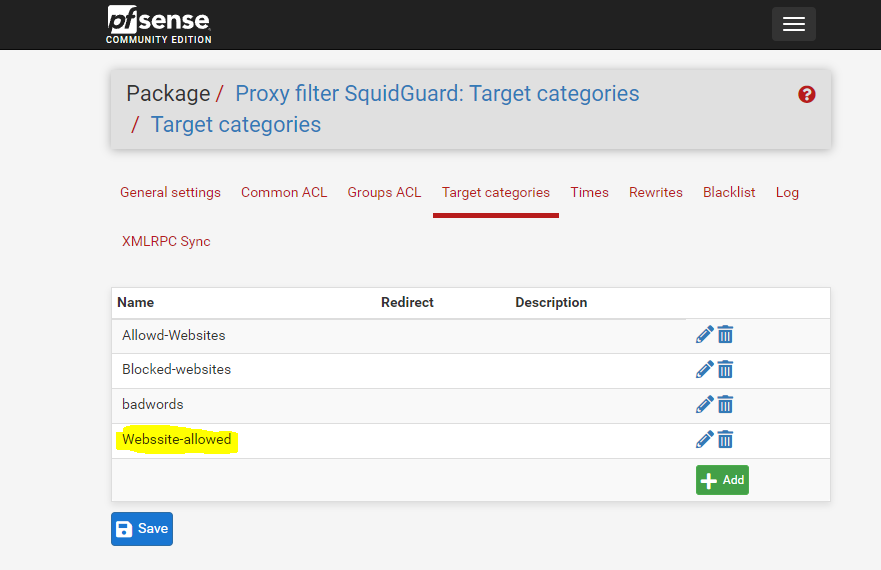 pfsense
COMMUNITY EDITION
Package / Proxy filter SquidGuard: Target categories
/ Target categories
?
General settings Common ACL Groups ACL Target categories Times Rewrites Blacklist Log
XMLRPC Sync
Name Redirect Description
Allowd-Websites
Blocked-websites
badwords
Webssite-allowed
Add
Save